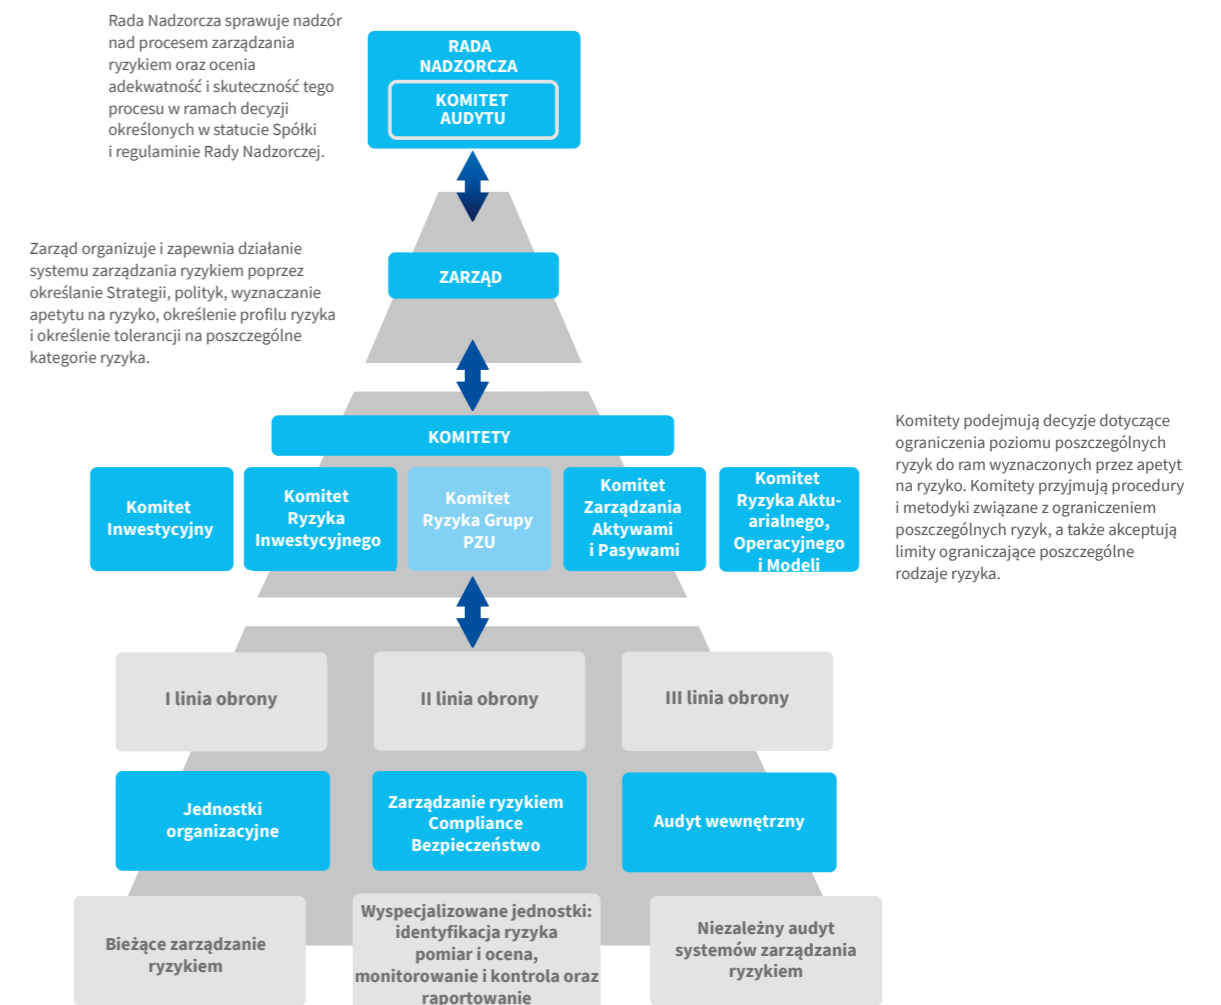 Rada Nadzorcza sprawuje nadzór
nad procesem zarządzania
ryzykiem oraz ocenia
adekwatność i skuteczność tego
procesu w ramach decyzji
określonych w statucie Spółki
i regulaminie Rady Nadzorczej.
RADA
NADZORCZA
KOMITET
AUDYTU
Zarząd organizuje i zapewnia działanie
systemu zarządzania ryzykiem poprzez
określanie Strategii, polityk, wyznaczanie
apetytu na ryzyko, określenie profilu ryzyka
i określenie tolerancji na poszczególne
kategorie ryzyka.
ZARZĄD
KOMITETY
Komitet
Inwestycyjny
Komitet
Ryzyka
Inwestycyjnego
Komitet
Ryzyka Grupy
PZU
Komitet
Zarządzania
Aktywami
i Pasywami
Komitet
Ryzyka Aktu-
arialnego,
Operacyjnego
i Modeli
Komitety podejmują decyzje dotyczące
ograniczenia poziomu poszczególnych
ryzyk do ram wyznaczonych przez apetyt
na ryzyko. Komitety przyjmują procedury
i metodyki związane z ograniczeniem
poszczególnych ryzyk, a także akceptują
limity ograniczające poszczególne
rodzaje ryzyka.
I linia obrony
II linia obrony
III linia obrony
Jednostki
organizacyjne
Zarządzanie ryzykiem
Compliance
Bezpieczeństwo
Audyt wewnętrzny
Bieżące zarządzanie
ryzykiem
Wyspecjalizowane jednostki:
identyfikacja ryzyka
pomiar i ocena,
monitorowanie i kontrola oraz
raportowanie
Niezależny audyt
systemów zarządzania
ryzykiem